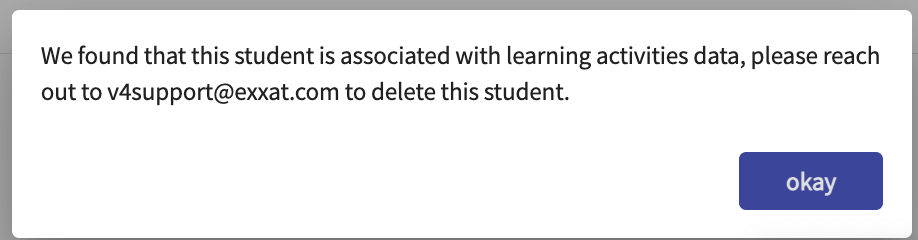 We found that this student is associated with learning activities data, please reach
out to v4support@exxat.com to delete this student.
okay